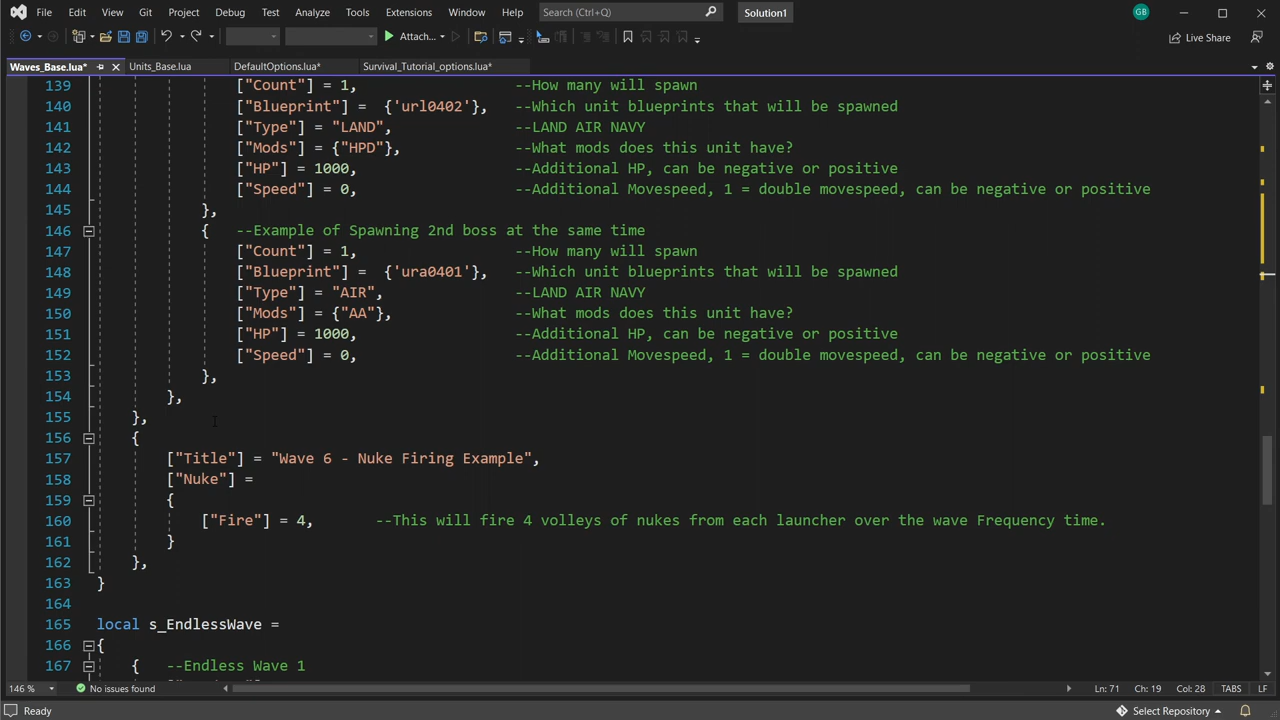 File Edit View Git Project Debug Test Analyze Tools Extensions Window Help Search (Ctrl+Q) Solution1 GB
Attach... Live Share
Waves_Base.lua* Units_Base.lua DefaultOptions.lua* Survival_Tutorial_options.lua*
139 ["Count"] = 1, --How many will spawn
140 ["Blueprint"] = {'url0402'}, --Which unit blueprints that will be spawned
141 ["Type"] = "LAND", --LAND AIR NAVY
142 ["Mods"] = {"HPD"}, --What mods does this unit have?
143 ["HP"] = 1000, --Additional HP, can be negative or positive
144 ["Speed"] = 0, --Additional Movespeed, 1 = double movespeed, can be negative or positive
145 },
146 { --Example of Spawning 2nd boss at the same time
147 ["Count"] = 1, --How many will spawn
148 ["Blueprint"] = {'ura0401'}, --Which unit blueprints that will be spawned
149 ["Type"] = "AIR", --LAND AIR NAVY
150 ["Mods"] = {"AA"}, --What mods does this unit have?
151 ["HP"] = 1000, --Additional HP, can be negative or positive
152 ["Speed"] = 0, --Additional Movespeed, 1 = double movespeed, can be negative or positive
153 },
154 },
155 },
156 {
157 ["Title"] = "Wave 6 - Nuke Firing Example",
158 ["Nuke"] =
159 {
160 ["Fire"] = 4, --This will fire 4 volleys of nukes from each launcher over the wave Frequency time.
161 }
162 },
163 }
164
165 local s_EndlessWave =
166 {
167 { --Endless Wave 1
146 % No issues found Ln: 71 Ch: 19 Col: 28 TABS LF
Ready Select Repository